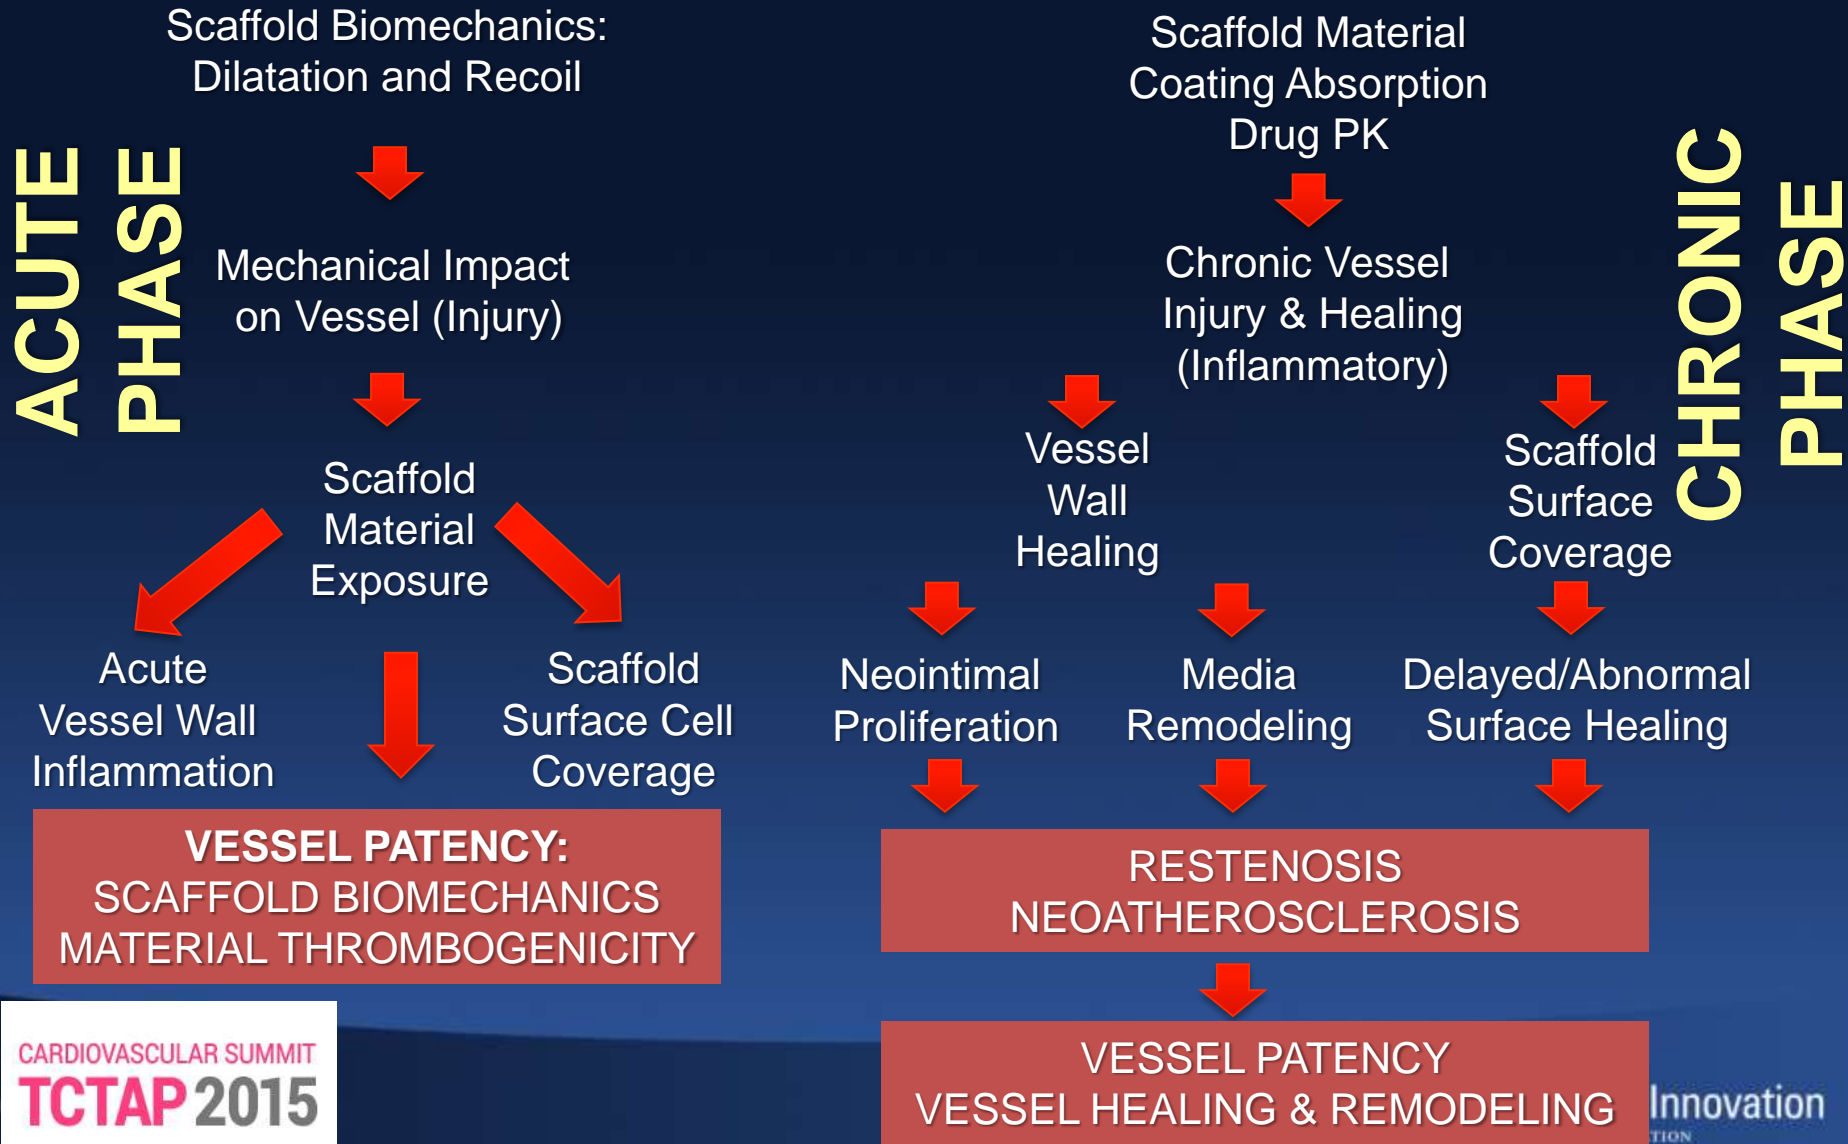 Scaffold Biomechanics:
Dilatation and Recoil
ACUTE
PHASE
Mechanical Impact
on Vessel (Injury)
Scaffold
Material
Exposure
Acute
Vessel Wall
Inflammation
Scaffold
Surface Cell
Coverage
VESSEL PATENCY:
SCAFFOLD BIOMECHANICS
MATERIAL THROMBOGENICITY
Scaffold Material
Coating Absorption
Drug PK
CHRONIC
PHASE
Chronic Vessel
Injury & Healing
(Inflammatory)
Vessel
Wall
Healing
Scaffold
Surface
Coverage
Neointimal
Proliferation
Media
Remodeling
Delayed/Abnormal
Surface Healing
RESTENOSIS
NEOATHEROSCLEROSIS
VESSEL PATENCY
VESSEL HEALING & REMODELING
CARDIOVASCULAR SUMMIT
TCTAP 2015
Innovation